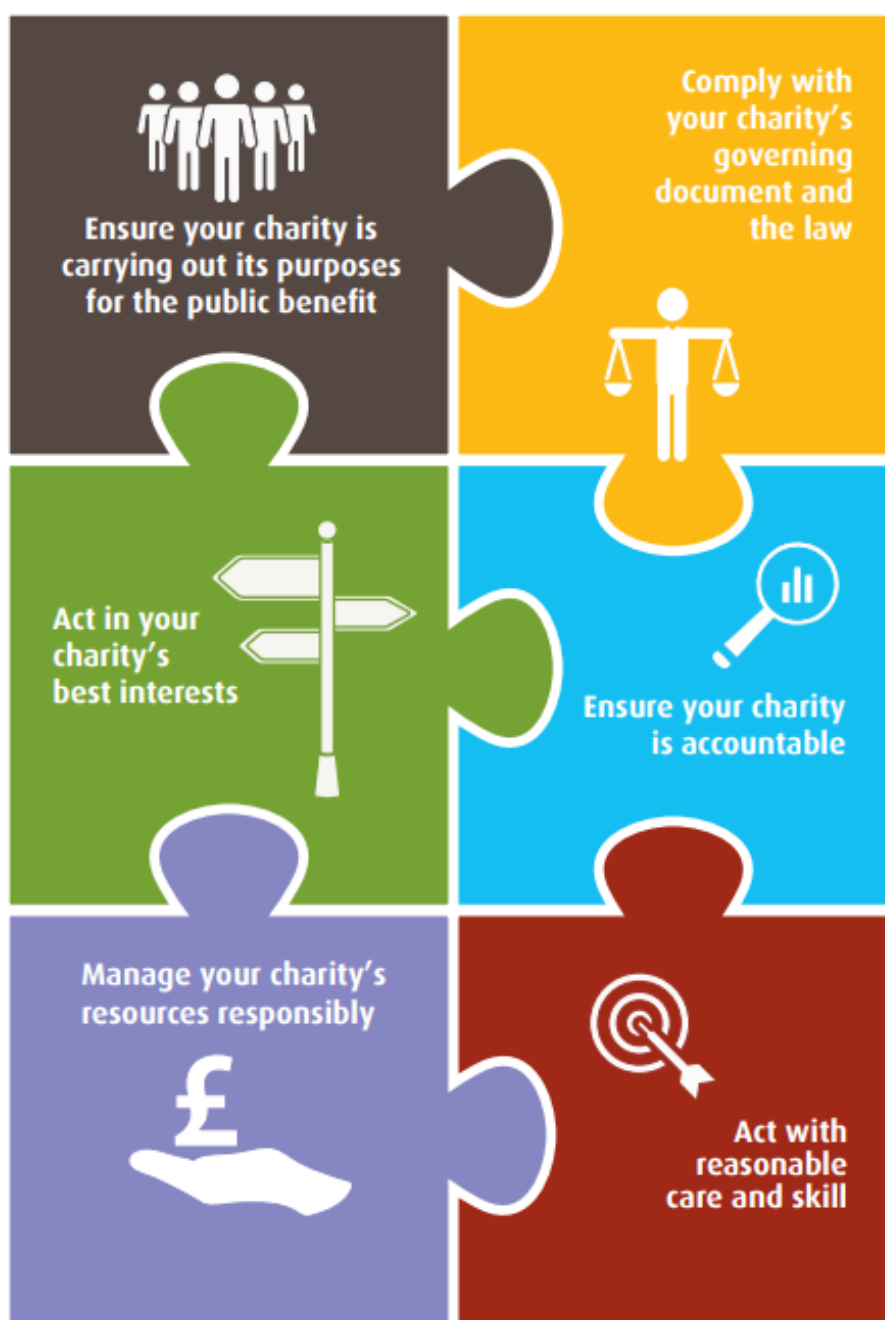 Ensure your charity is
carrying out its purposes
for the public benefit
Comply with
your charity's
governing
document and
the law
Act in your
charity's
best interests
Ensure your charity
is accountable
Manage your charity's
resources responsibly
£
Act with
reasonable
care and skill